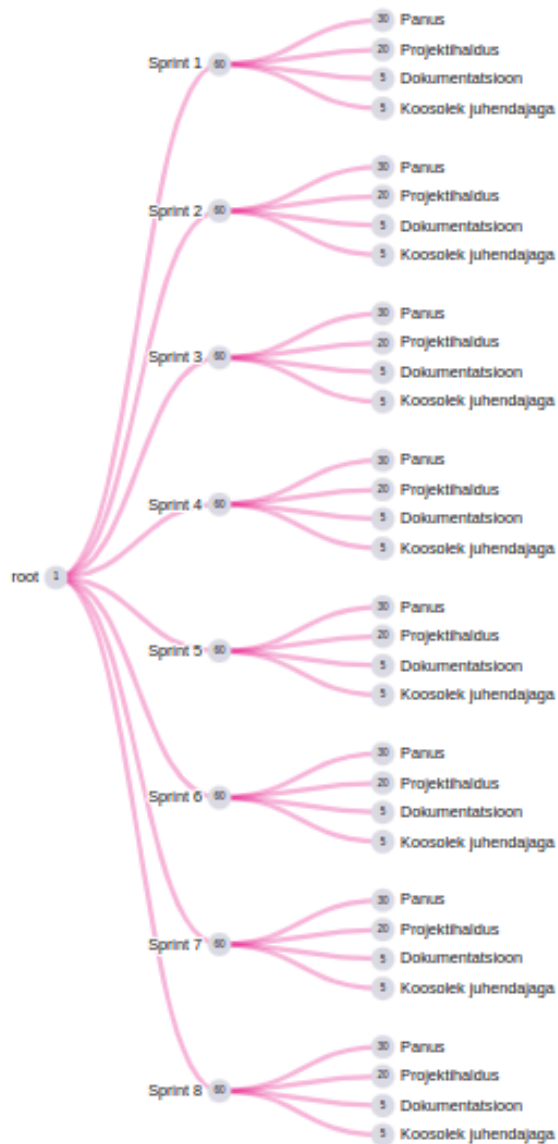 30 Panus
20 Projektihaldus
Sprint 1 60
5 Dokumentatsioon
5 Koosolek juhendajaga
30 Panus
20 Projektihaldus
Sprint 2 60
5 Dokumentatsioon
5 Koosolek juhendajaga
30 Panus
20 Projektihaldus
Sprint 3 60
5 Dokumentatsioon
5 Koosolek juhendajaga
30 Panus
20 Projektihaldus
Sprint 4 60
5 Dokumentatsioon
5 Koosolek juhendajaga
root 1
30 Panus
20 Projektihaldus
Sprint 5 60
5 Dokumentatsioon
5 Koosolek juhendajaga
30 Panus
20 Projektihaldus
Sprint 6 60
5 Dokumentatsioon
5 Koosolek juhendajaga
30 Panus
20 Projektihaldus
Sprint 7 60
5 Dokumentatsioon
5 Koosolek juhendajaga
30 Panus
20 Projektihaldus
Sprint 8 60
5 Dokumentatsioon
5 Koosolek juhendajaga